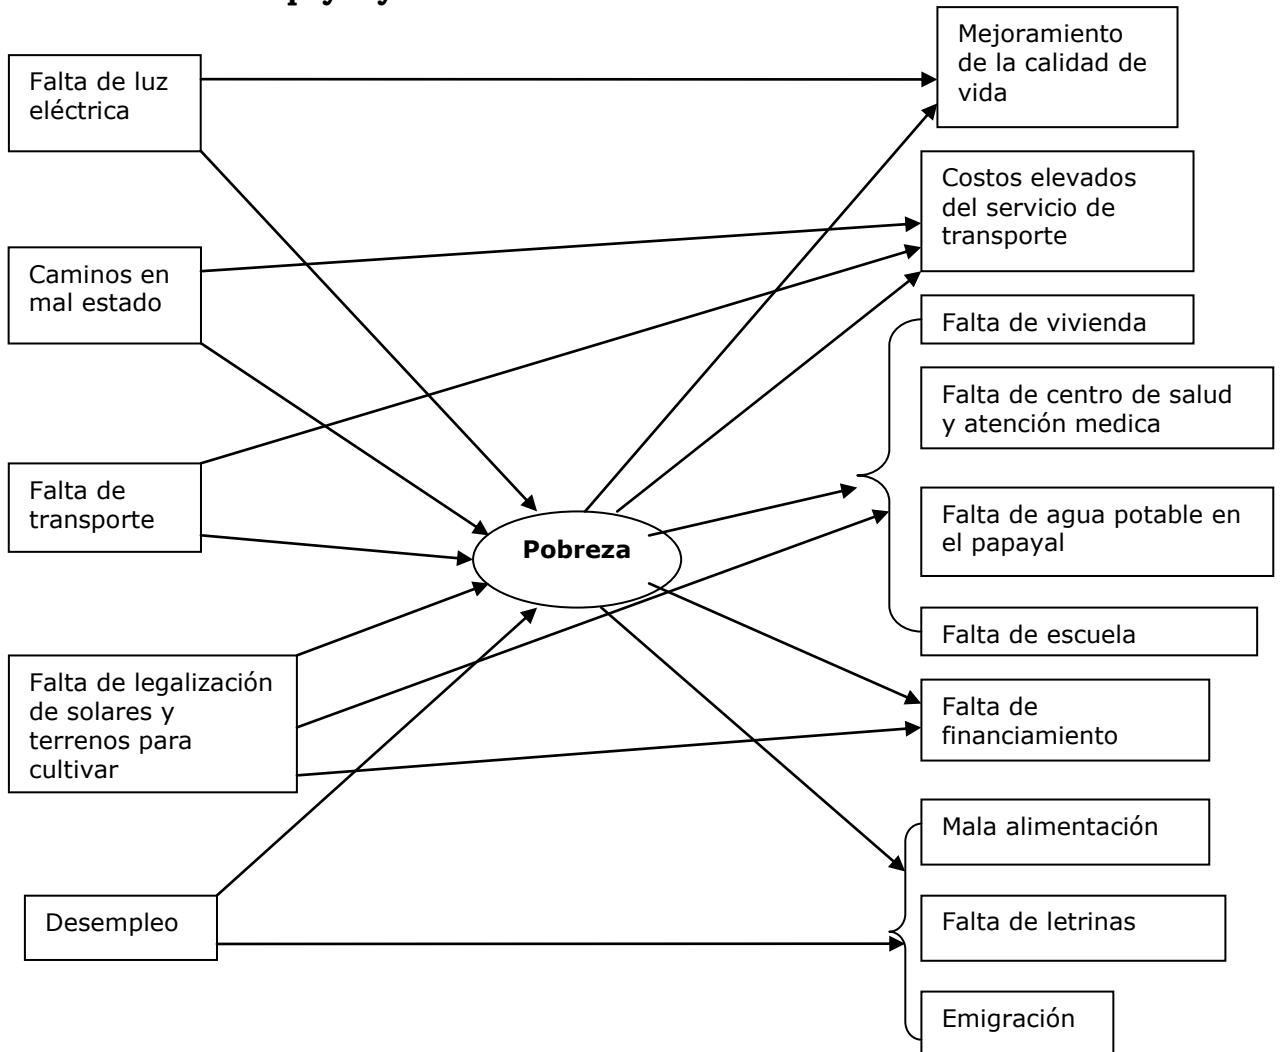 Falta de luz
eléctrica
Caminos en
mal estado
Falta de
transporte
Falta de legalización
de solares y
terrenos para
cultivar
Desempleo
Pobreza
Mejoramiento
de la calidad de
vida
Costos elevados
del servicio de
transporte
Falta de vivienda
Falta de centro de salud
y atención medica
Falta de agua potable en
el papayal
Falta de escuela
Falta de
financiamiento
Mala alimentación
Falta de letrinas
Emigración